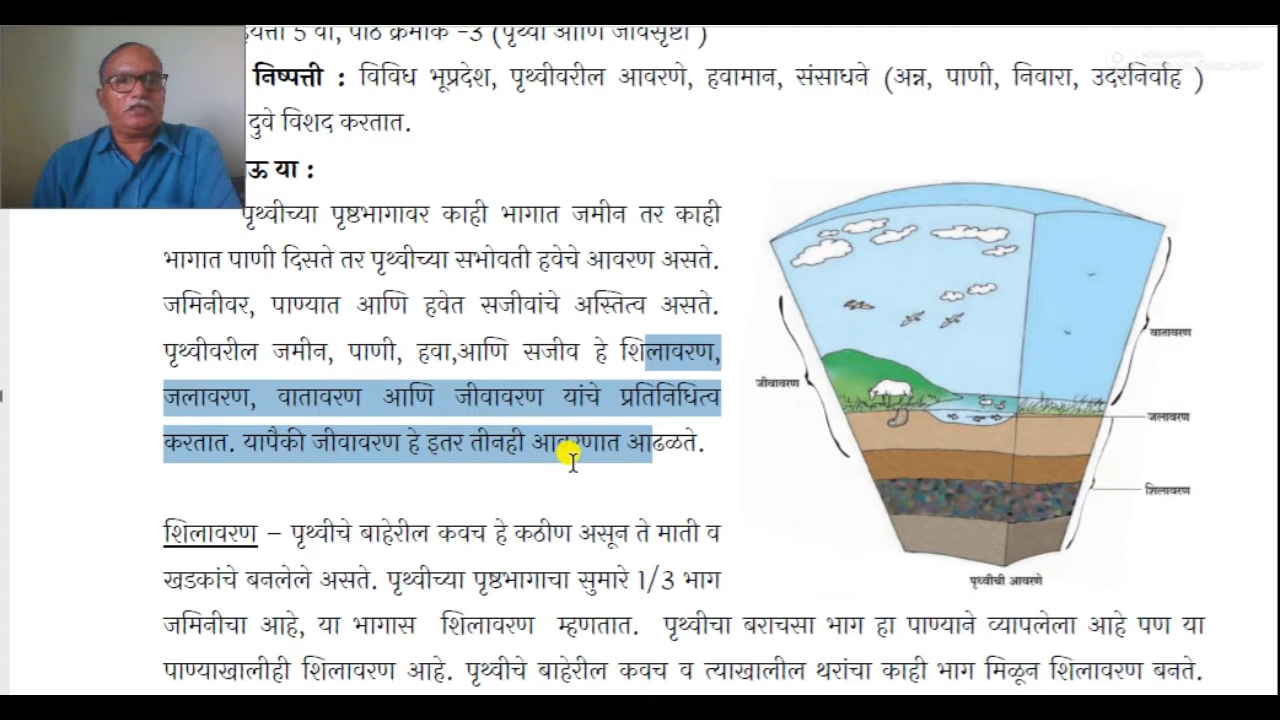 इयत्ता 5 वी, पाठ क्रमांक -3 (पृथ्वी आणि जीवसृष्टी )
निष्पत्ती : विविध भूप्रदेश, पृथ्वीवरील आवरणे, हवामान, संसाधने (अन्न, पाणी, निवारा, उदरनिर्वाह )
दुवे विशद करतात.
ऊ या :
पृथ्वीच्या पृष्ठभागावर काही भागात जमीन तर काही
भागात पाणी दिसते तर पृथ्वीच्या सभोवती हवेचे आवरण असते.
जमिनीवर, पाण्यात आणि हवेत सजीवांचे अस्तित्व असते.
पृथ्वीवरील जमीन, पाणी, हवा,आणि सजीव हे शिलावरण,
जलावरण, वातावरण आणि जीवावरण यांचे प्रतिनिधित्व
करतात. यापैकी जीवावरण हे इतर तीनही आवरणात आढळते.
वातावरण
जीवावरण
जलावरण
शिलावरण
पृथ्वीची आवरणे
शिलावरण – पृथ्वीचे बाहेरील कवच हे कठीण असून ते माती व
खडकांचे बनलेले असते. पृथ्वीच्या पृष्ठभागाचा सुमारे 1/3 भाग
जमिनीचा आहे, या भागास शिलावरण म्हणतात. पृथ्वीचा बराचसा भाग हा पाण्याने व्यापलेला आहे पण या
पाण्याखालीही शिलावरण आहे. पृथ्वीचे बाहेरील कवच व त्याखालील थरांचा काही भाग मिळून शिलावरण बनते.